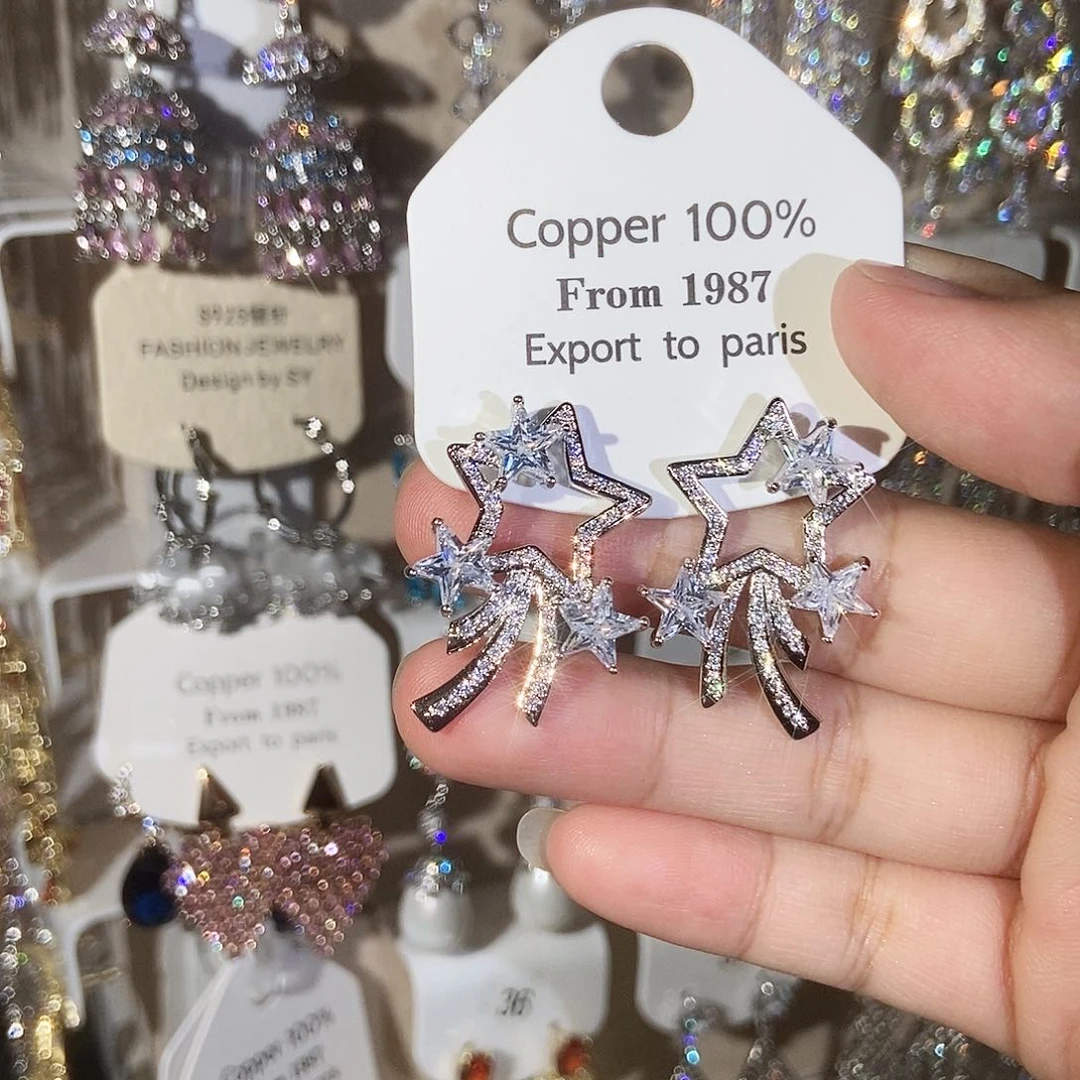 Copper 100%
From 1987
Export to paris
FASHION JEWELRY
Design by SY
Copper 100%
From 1987
Export to paris